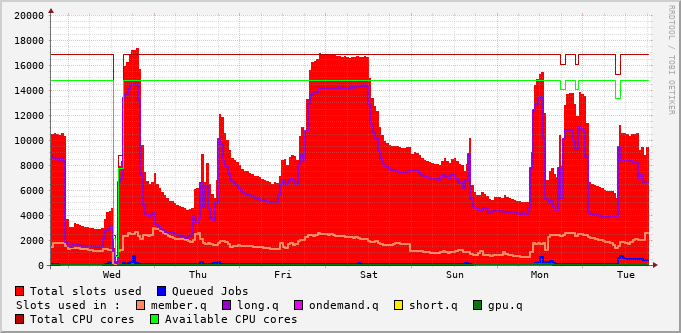 20000
18000
16000
14000
12000
10000
8000
6000
4000
2000
0
Wed Thu Fri Sat Sun Mon Tue
RRDTOOL / TOBI OETIKER
Total slots used Queued Jobs
Slots used in : member.q long.q ondemand.q short.q gpu.q
Total CPU cores Available CPU cores